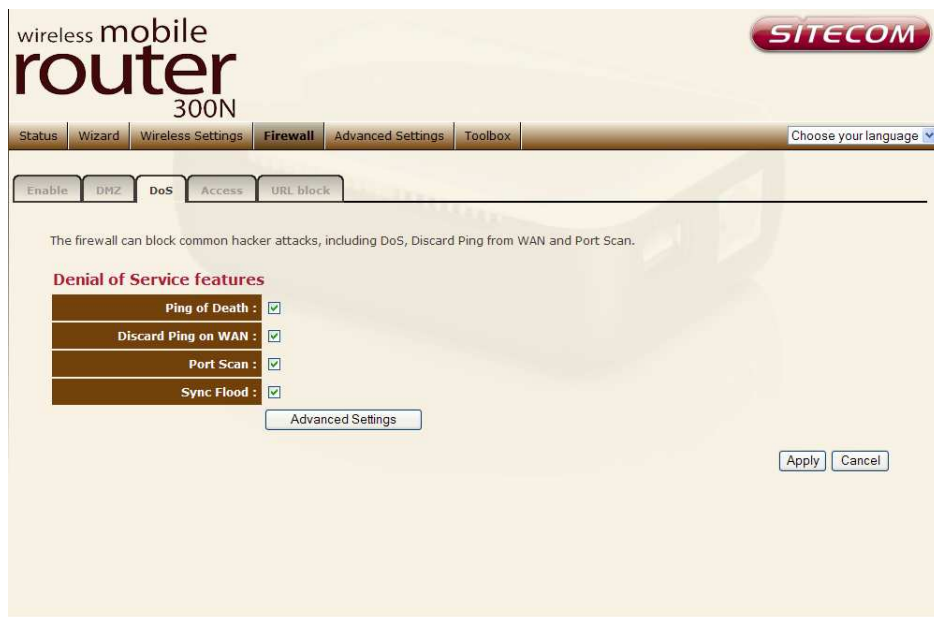 wireless mobile
router
300N
SITECOM
Status Wizard Wireless Settings Firewall Advanced Settings Toolbox Choose your language
Enable DMZ DoS Access URL block
The firewall can block common hacker attacks, including DoS, Discard Ping from WAN and Port Scan.
Denial of Service features
Ping of Death :
Discard Ping on WAN :
Port Scan :
Sync Flood :
Advanced Settings
Apply Cancel